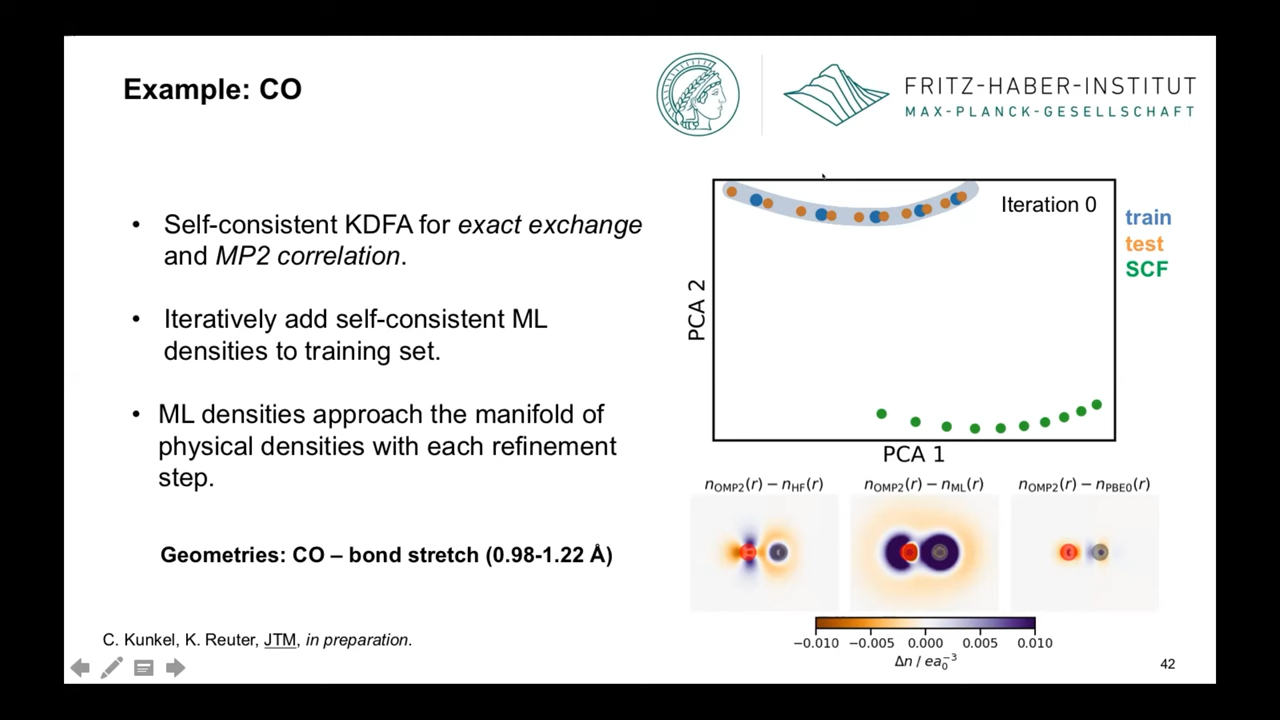 Example: CO
FRITZ-HABER-INSTITUT
MAX-PLANCK-GESELLSCHAFT
• Self-consistent KDFA for exact exchange
and MP2 correlation.
• Iteratively add self-consistent ML
densities to training set.
• ML densities approach the manifold of
physical densities with each refinement
step.
Geometries: CO – bond stretch (0.98-1.22 Å)
C. Kunkel, K. Reuter, JTM, in preparation.
Iteration 0
train
test
SCF
PCA 2
PCA 1
n_OMP2(r) − n_HF(r)
n_OMP2(r) − n_ML(r)
n_OMP2(r) − n_PBE0(r)
−0.010 −0.005 0.000 0.005 0.010
Δn / ea₀⁻³
42